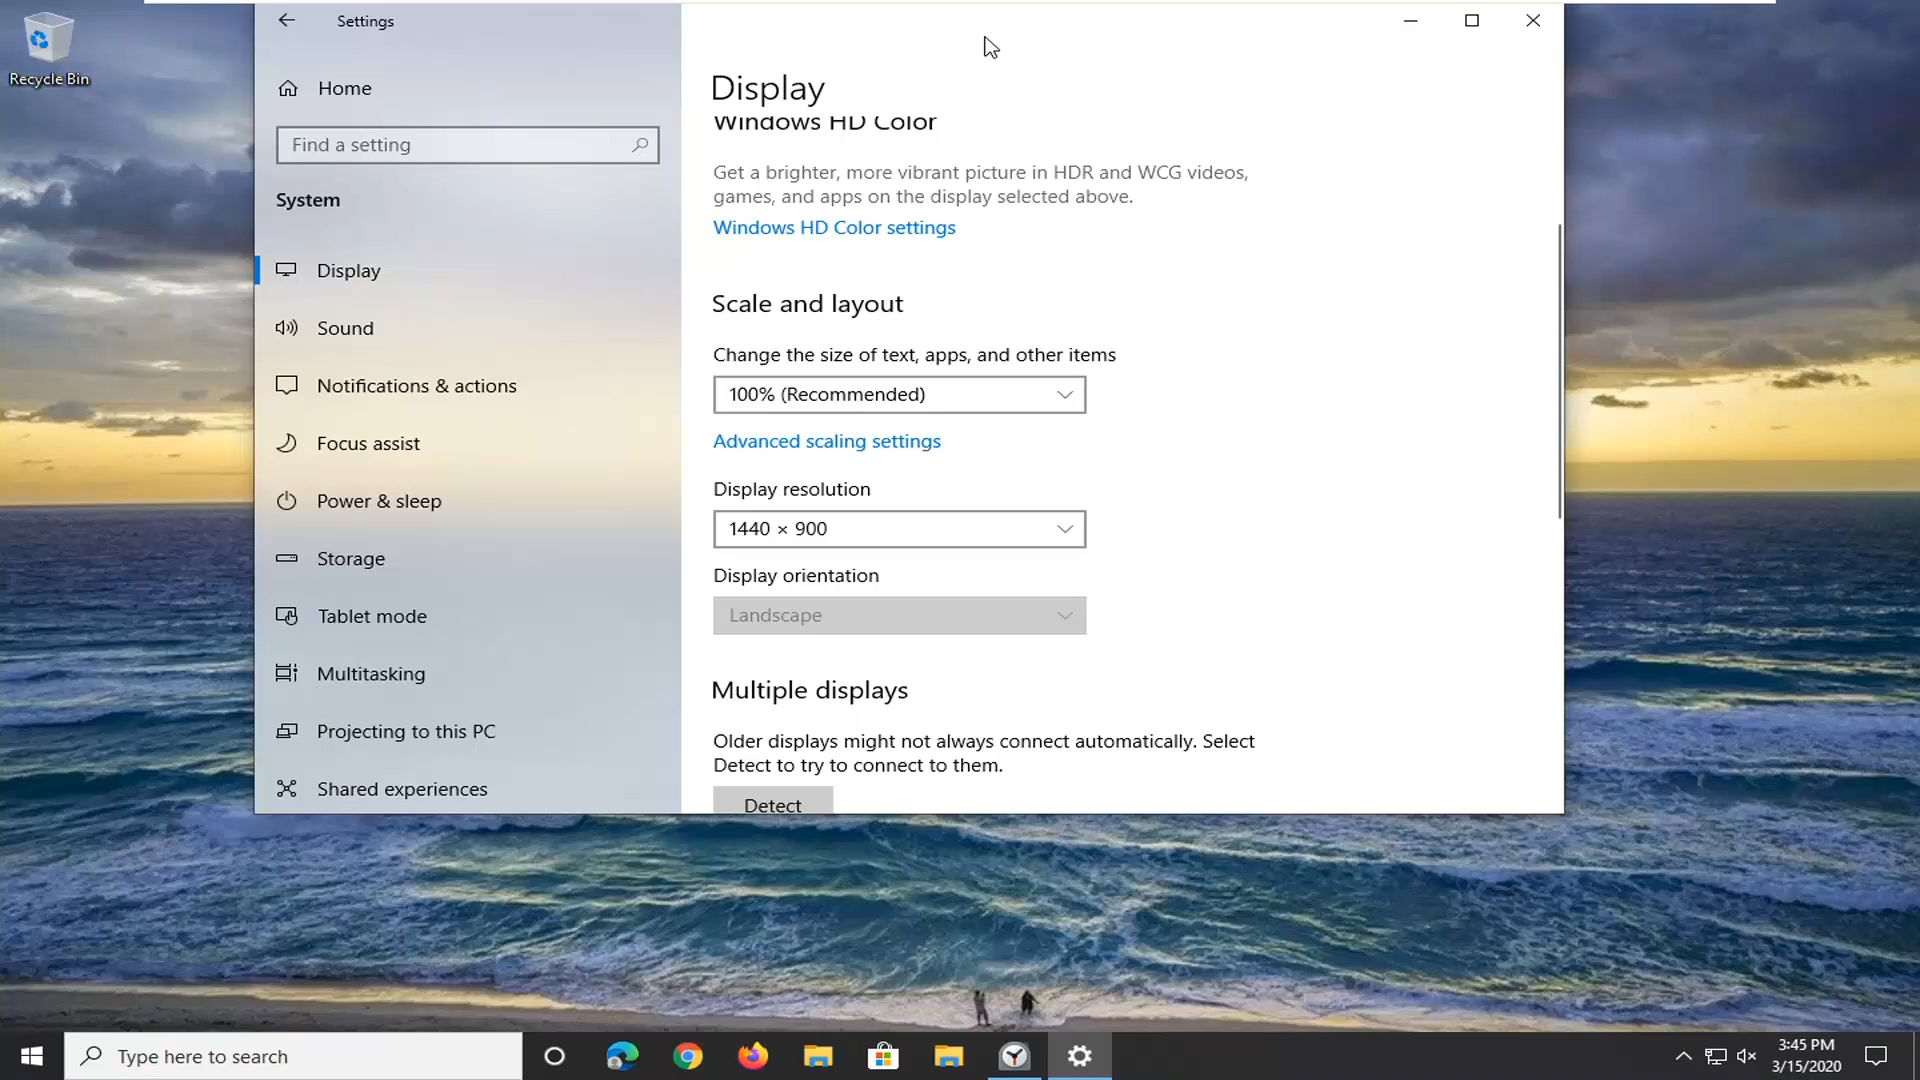 Recycle Bin
Settings
Home
Find a setting
System
Display
Sound
Notifications & actions
Focus assist
Power & sleep
Storage
Tablet mode
Multitasking
Projecting to this PC
Shared experiences
Display
Windows HD Color
Get a brighter, more vibrant picture in HDR and WCG videos,
games, and apps on the display selected above.
Windows HD Color settings
Scale and layout
Change the size of text, apps, and other items
100% (Recommended)
Advanced scaling settings
Display resolution
1440 × 900
Display orientation
Landscape
Multiple displays
Older displays might not always connect automatically. Select
Detect to try to connect to them.
Detect
Type here to search
3:45 PM
3/15/2020